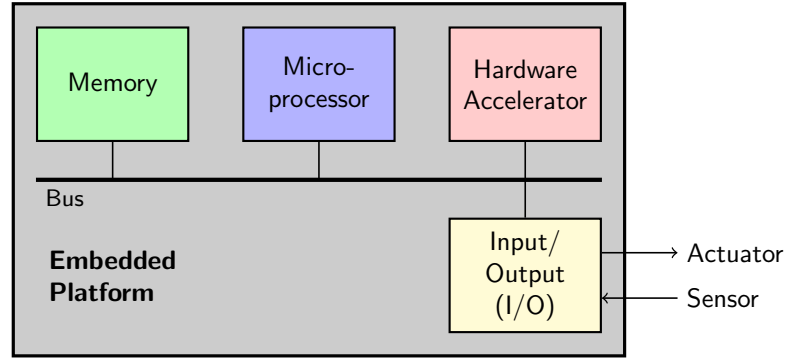 Memory
Micro-
processor
Hardware
Accelerator
Bus
Embedded
Platform
Input/
Output
(I/O)
Actuator
Sensor